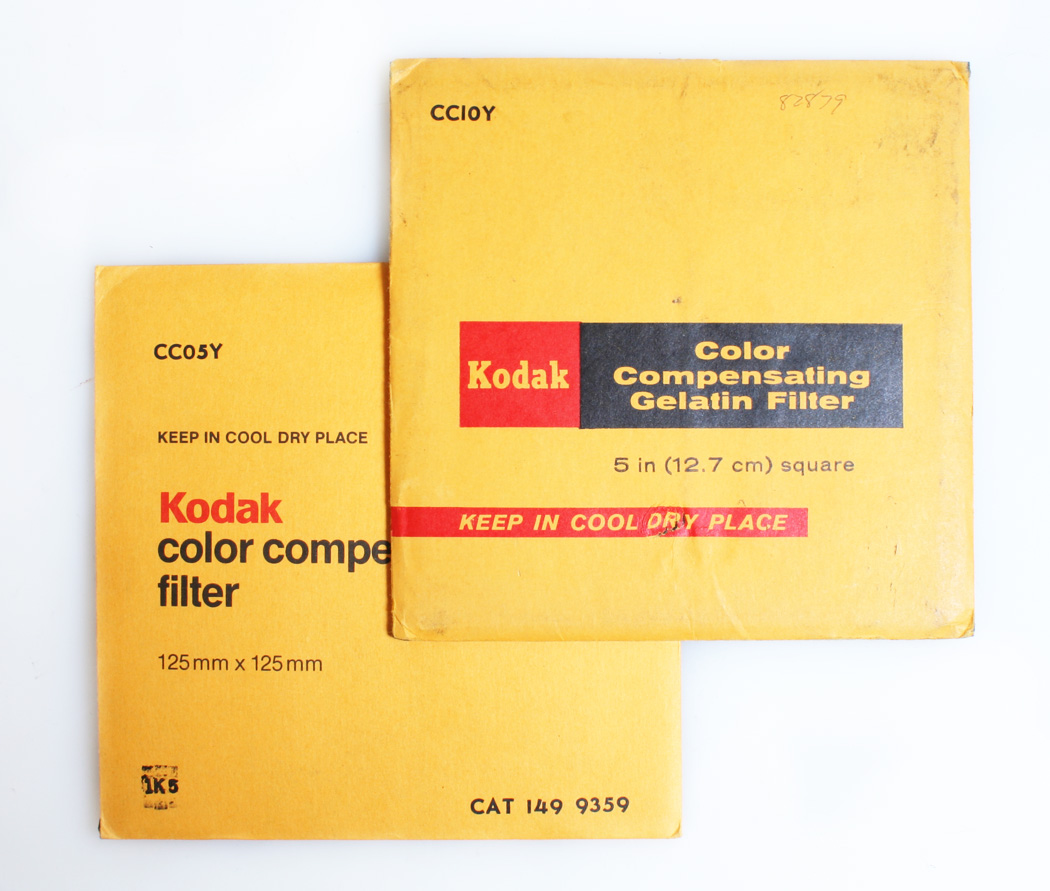 CC10Y
82879
Kodak
Color
Compensating
Gelatin Filter
5 in (12.7 cm) square
KEEP IN COOL DRY PLACE
CC05Y
KEEP IN COOL DRY PLACE
Kodak
color compe
filter
125mm x 125mm
1K5
CAT 149 9359